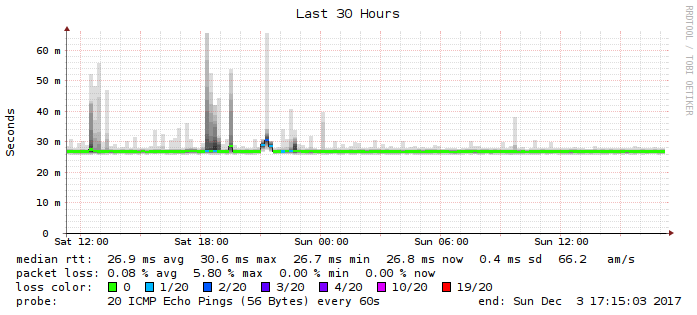 Last 30 Hours
RRDTOOL / TOBI OETIKER
Seconds
60 m
50 m
40 m
30 m
20 m
10 m
0
Sat 12:00 Sat 18:00 Sun 00:00 Sun 06:00 Sun 12:00
median rtt: 26.9 ms avg 30.6 ms max 26.7 ms min 26.8 ms now 0.4 ms sd 66.2 am/s
packet loss: 0.08 % avg 5.80 % max 0.00 % min 0.00 % now
loss color: 0 1/20 2/20 3/20 4/20 10/20 19/20
probe: 20 ICMP Echo Pings (56 Bytes) every 60s end: Sun Dec 3 17:15:03 2017